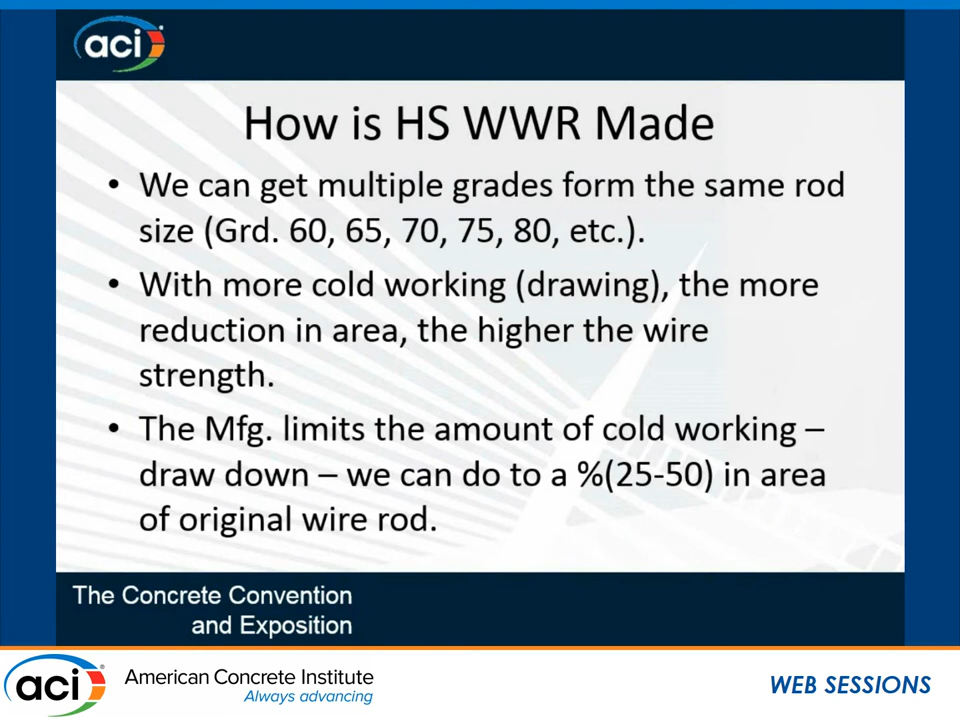 aci
How is HS WWR Made
• We can get multiple grades form the same rod
size (Grd. 60, 65, 70, 75, 80, etc.).
• With more cold working (drawing), the more
reduction in area, the higher the wire
strength.
• The Mfg. limits the amount of cold working –
draw down – we can do to a %(25-50) in area
of original wire rod.
The Concrete Convention
and Exposition
aci®
American Concrete Institute
Always advancing
WEB SESSIONS